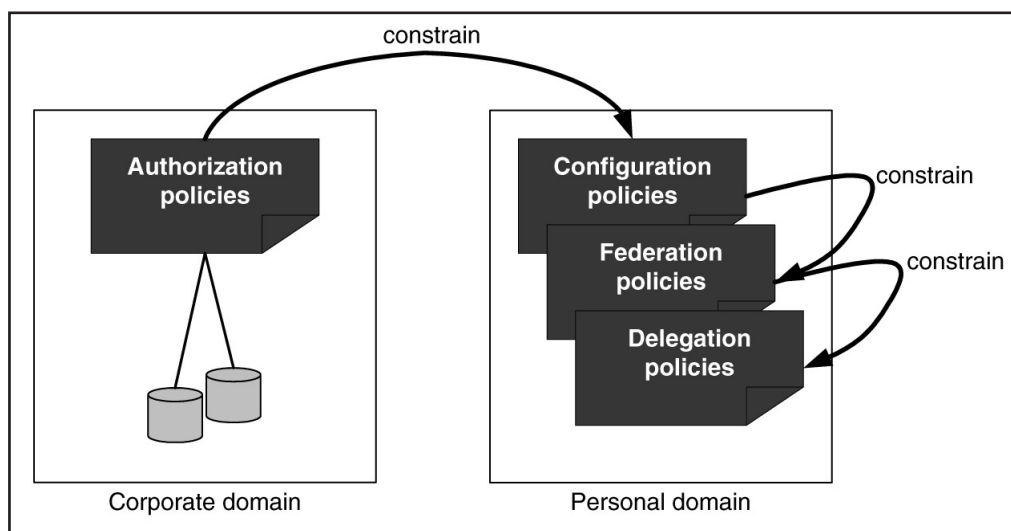 constrain
Authorization
policies
Configuration
policies
constrain
Federation
policies
constrain
Delegation
policies
Corporate domain
Personal domain